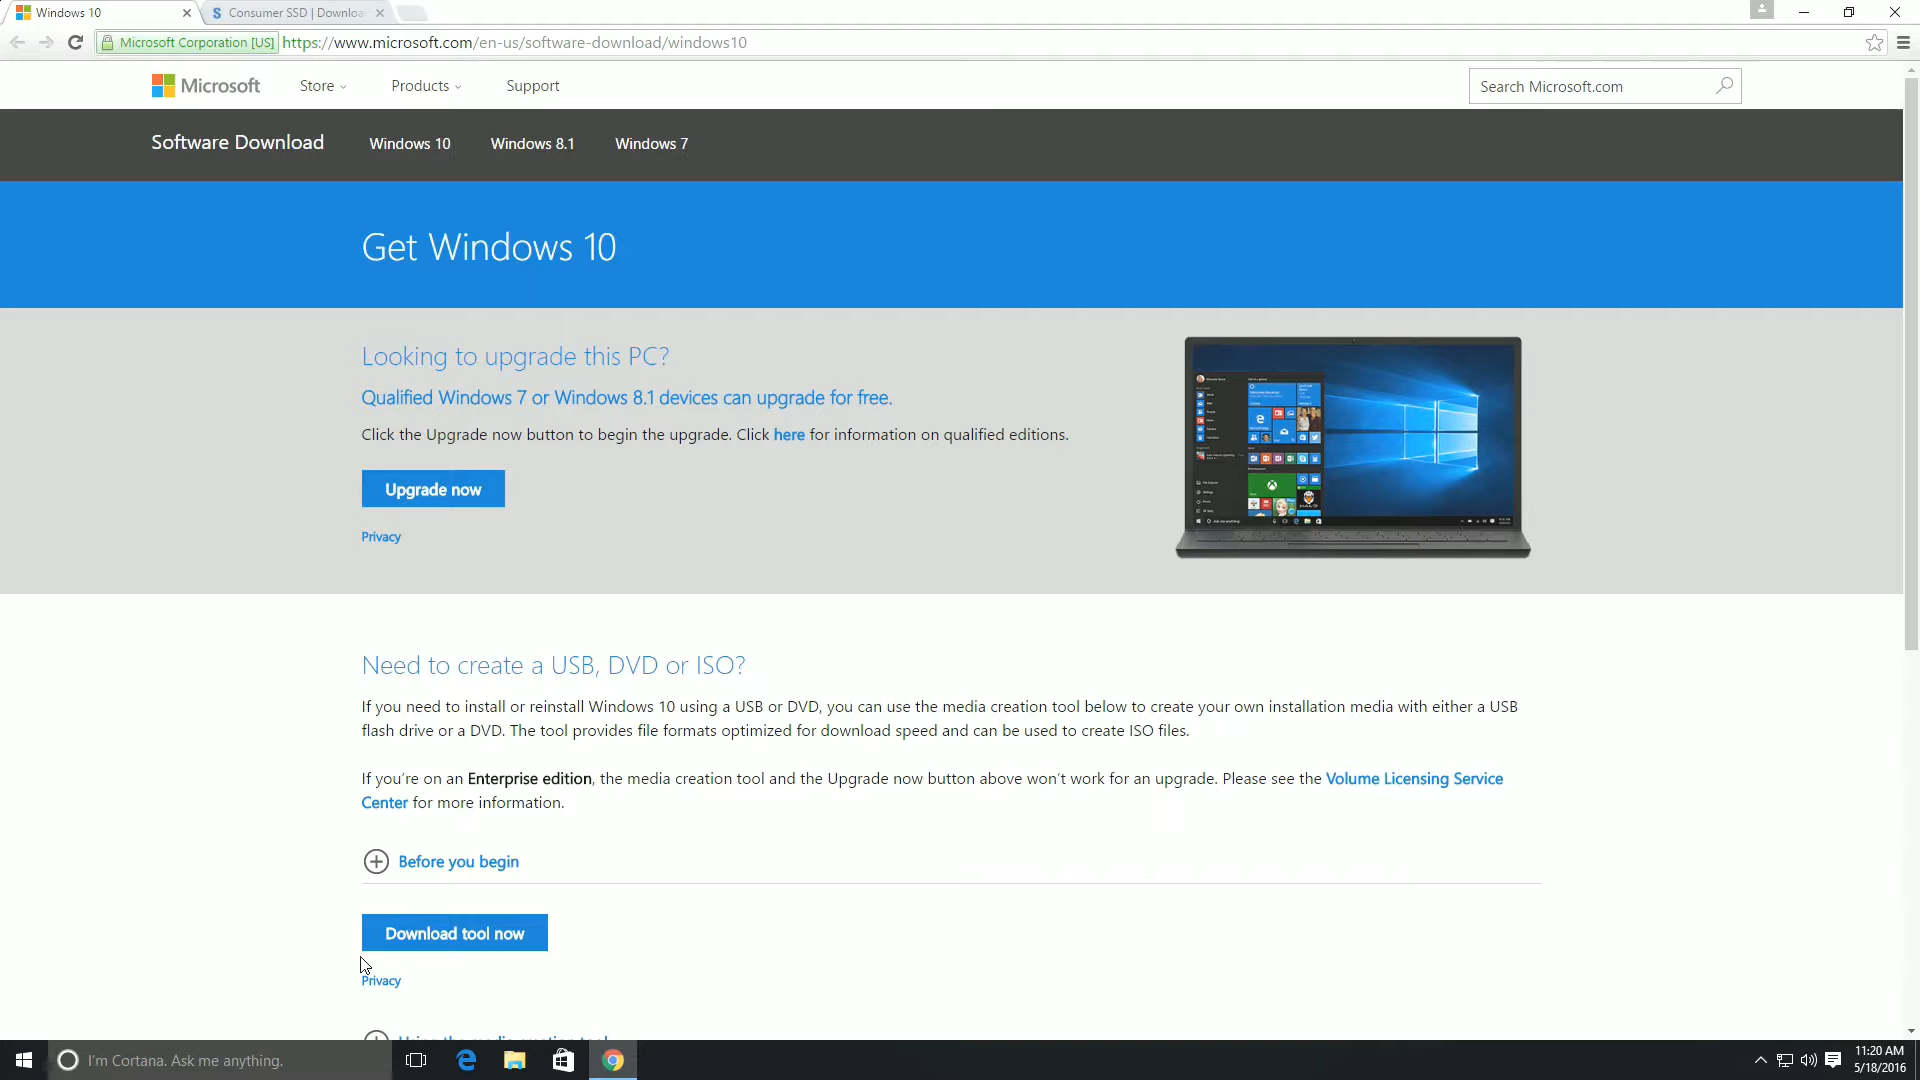 Windows 10
Consumer SSD | Downloa
Microsoft Corporation [US] https://www.microsoft.com/en-us/software-download/windows10
Microsoft Store Products Support
Search Microsoft.com
Software Download Windows 10 Windows 8.1 Windows 7
Get Windows 10
Looking to upgrade this PC?
Qualified Windows 7 or Windows 8.1 devices can upgrade for free.
Click the Upgrade now button to begin the upgrade. Click here for information on qualified editions.
Upgrade now
Privacy
Need to create a USB, DVD or ISO?
If you need to install or reinstall Windows 10 using a USB or DVD, you can use the media creation tool below to create your own installation media with either a USB
flash drive or a DVD. The tool provides file formats optimized for download speed and can be used to create ISO files.
If you're on an Enterprise edition, the media creation tool and the Upgrade now button above won't work for an upgrade. Please see the Volume Licensing Service
Center for more information.
Before you begin
Download tool now
Privacy
Using the media creation tool
I'm Cortana. Ask me anything.
11:20 AM
5/18/2016